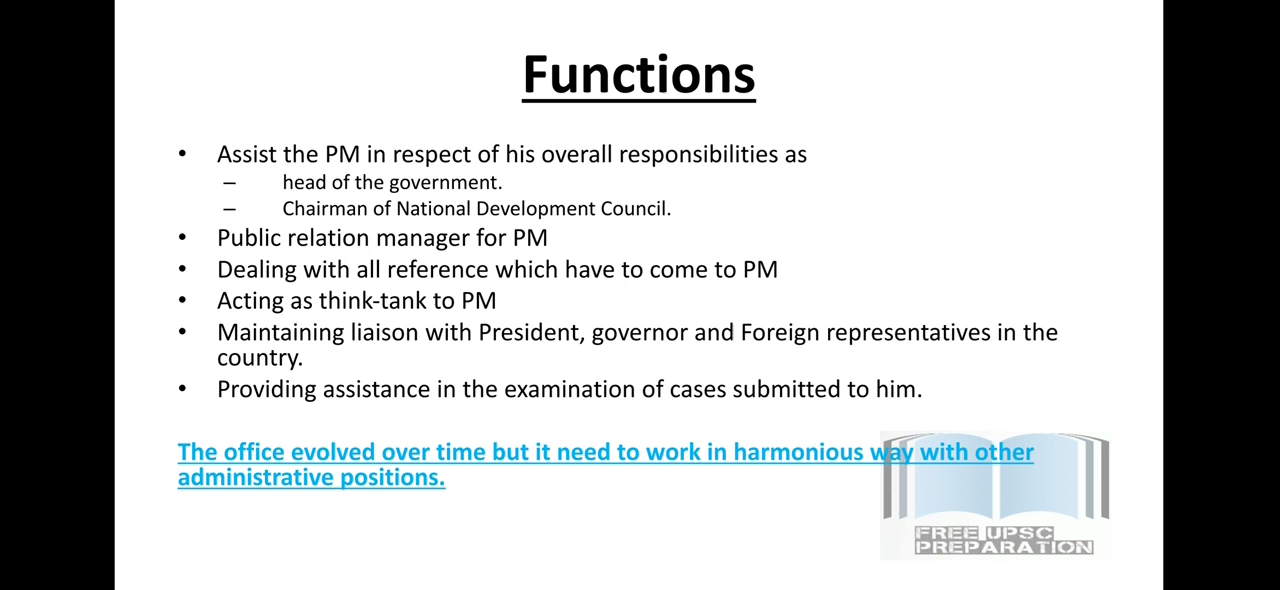 Functions
• Assist the PM in respect of his overall responsibilities as
– head of the government.
– Chairman of National Development Council.
• Public relation manager for PM
• Dealing with all reference which have to come to PM
• Acting as think-tank to PM
• Maintaining liaison with President, governor and Foreign representatives in the
country.
• Providing assistance in the examination of cases submitted to him.
The office evolved over time but it need to work in harmonious way with other
administrative positions.
FREE UPSC
PREPARATION